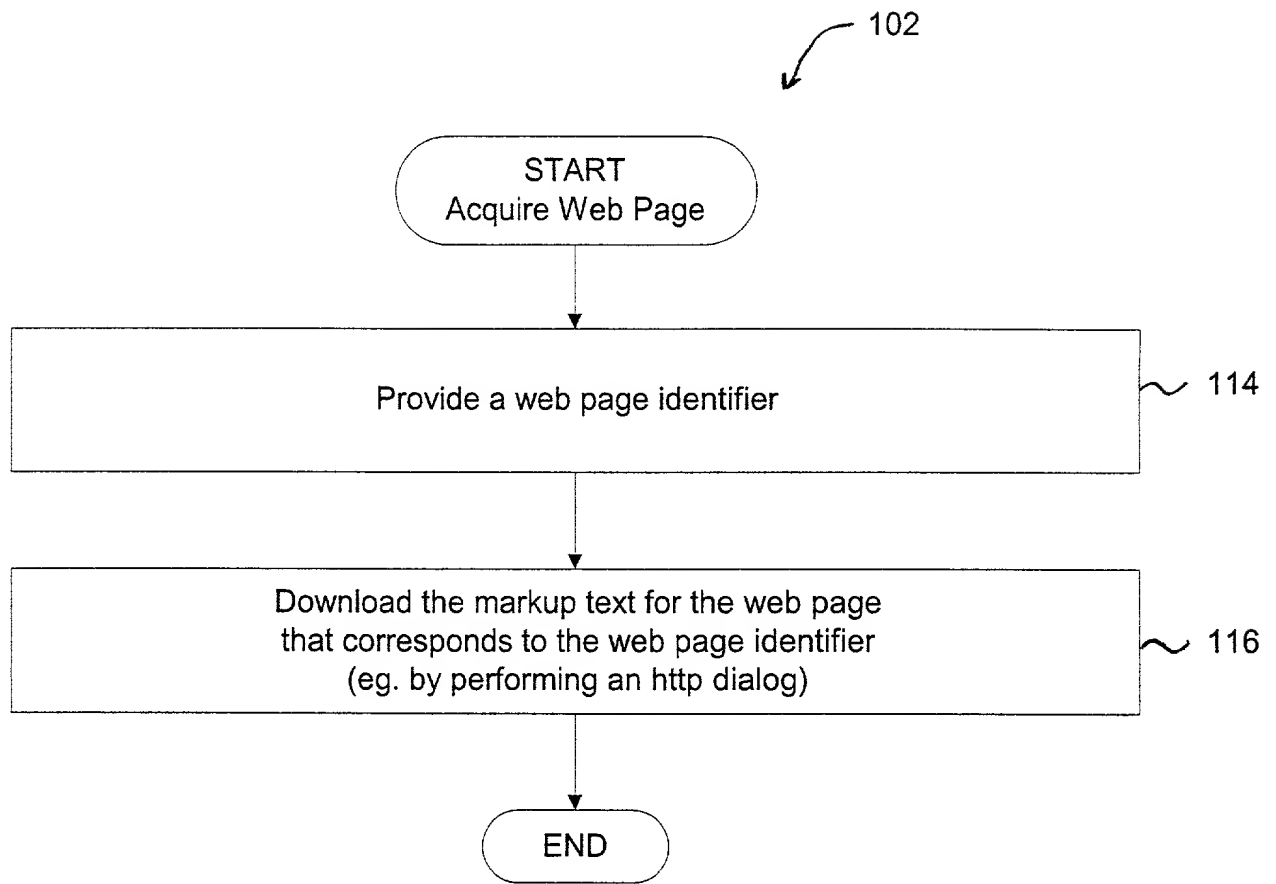 102
START
Acquire Web Page
Provide a web page identifier
114
Download the markup text for the web page
that corresponds to the web page identifier
(eg. by performing an http dialog)
116
END